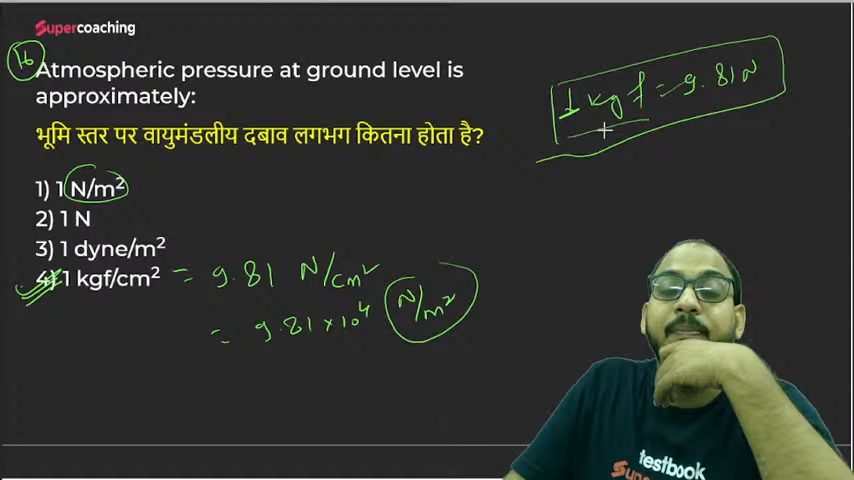 Supercoaching
16
Atmospheric pressure at ground level is
approximately:
भूमि स्तर पर वायुमंडलीय दबाव लगभग कितना होता है?
1) 1 N/m²
2) 1 N
3) 1 dyne/m²
4) 1 kgf/cm² = 9.81 N/cm²
= 9.81 × 10⁴ N/m²
1 kgf = 9.81 N
testbook